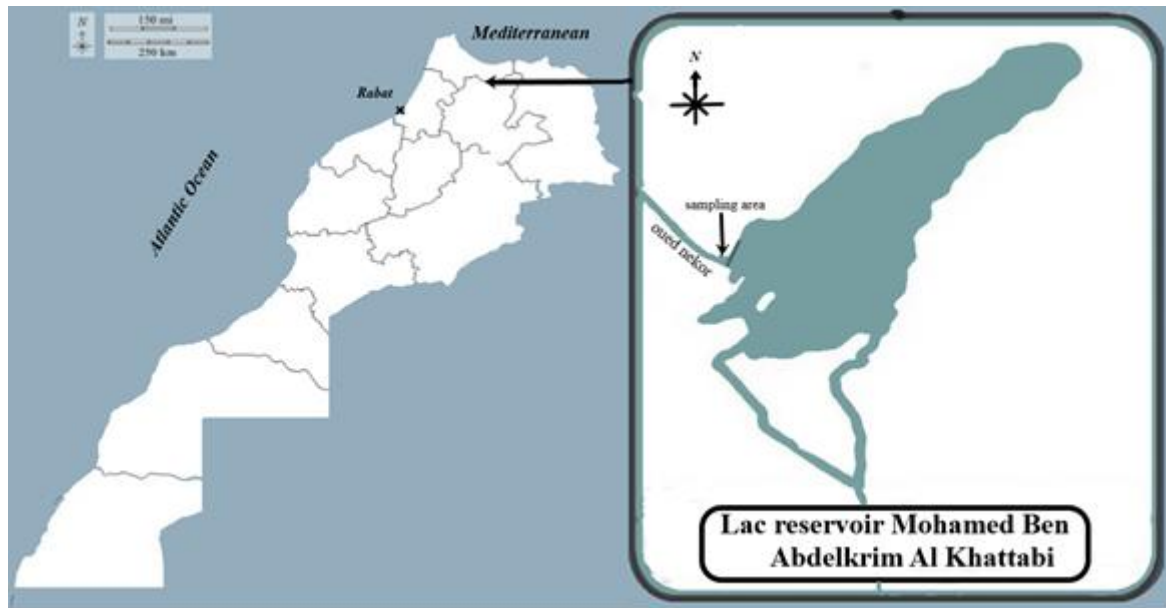 N
150 mi
250 km
Mediterranean
Rabat
Atlantic Ocean
N
sampling area
oued nekor
Lac reservoir Mohamed Ben
Abdelkrim Al Khattabi